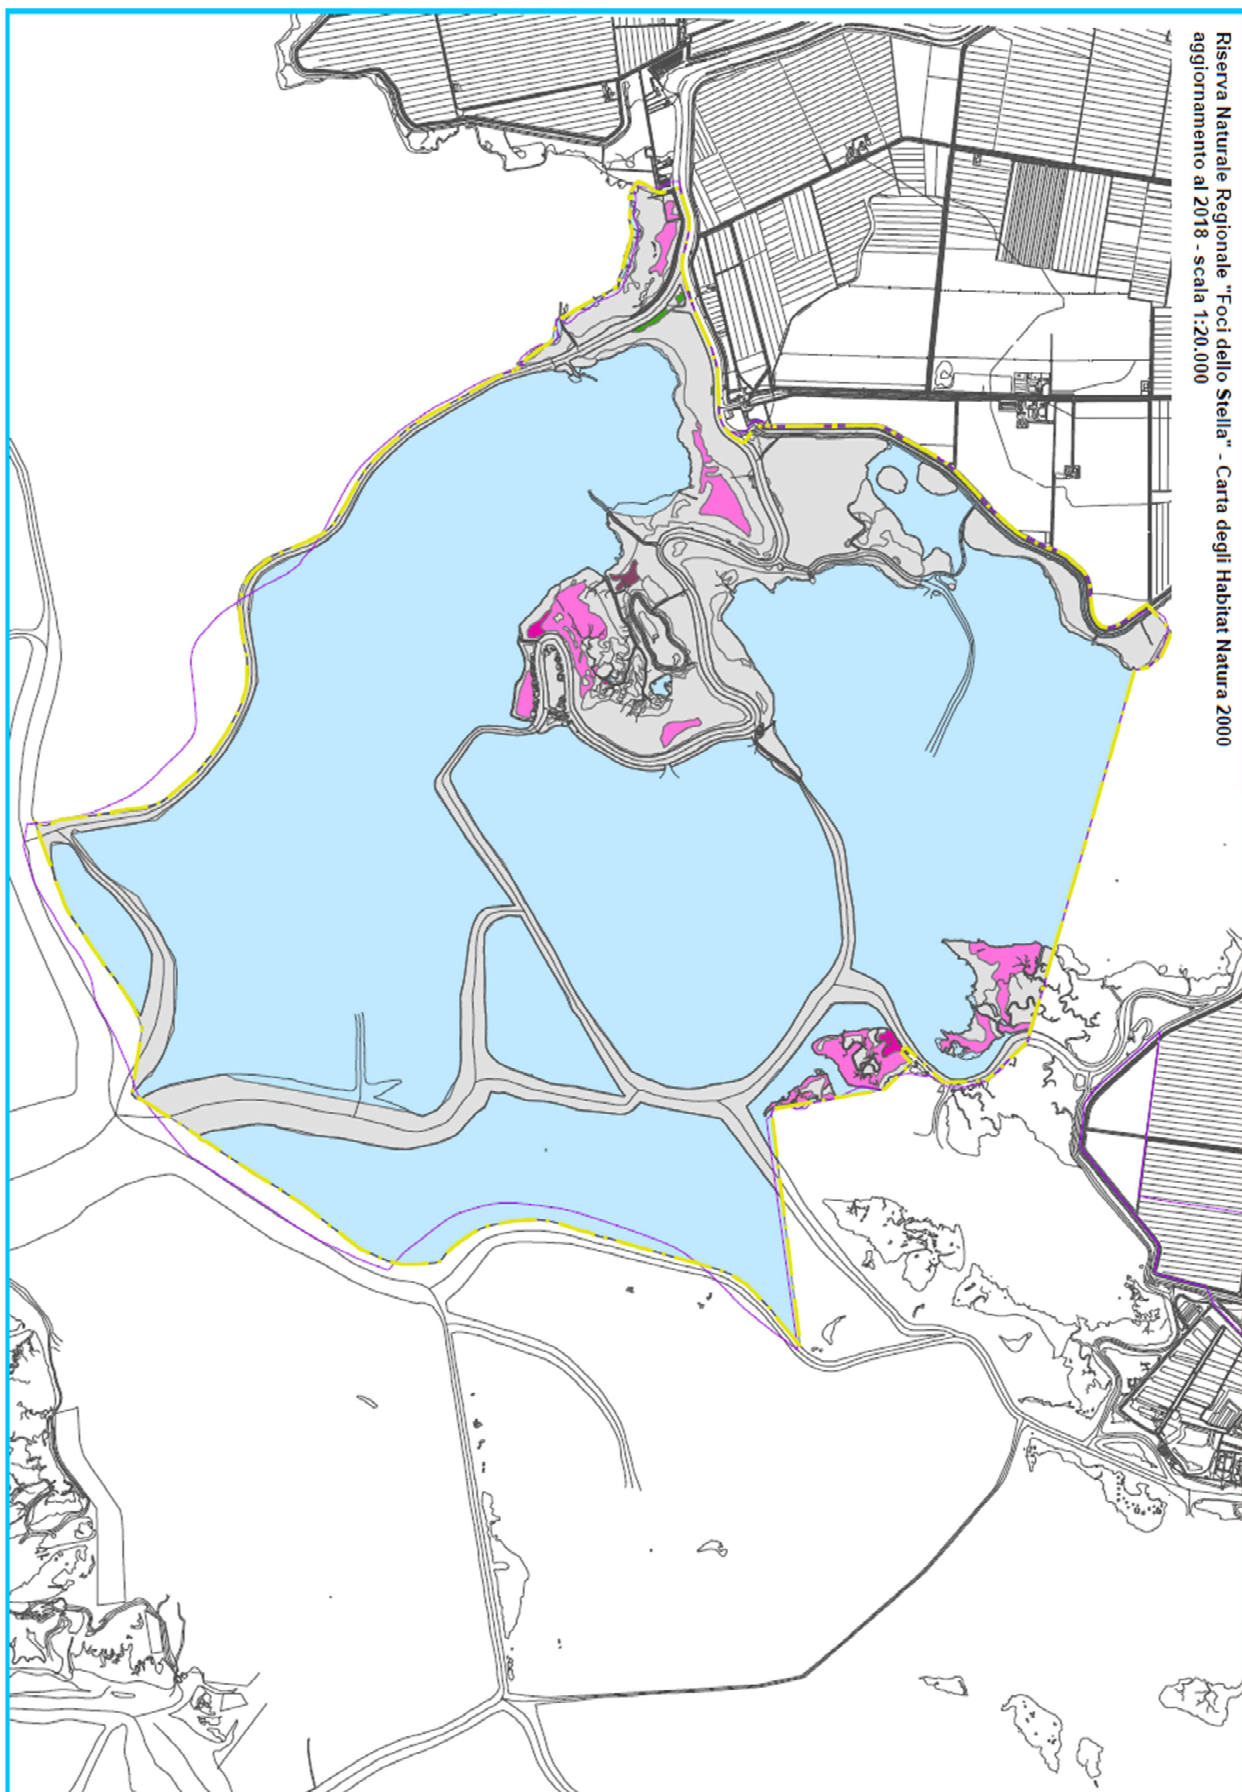 Riserva Naturale Regionale "Foci dello Stella" - Carta degli Habitat Natura 2000
aggiornamento al 2018 - scala 1:20.000